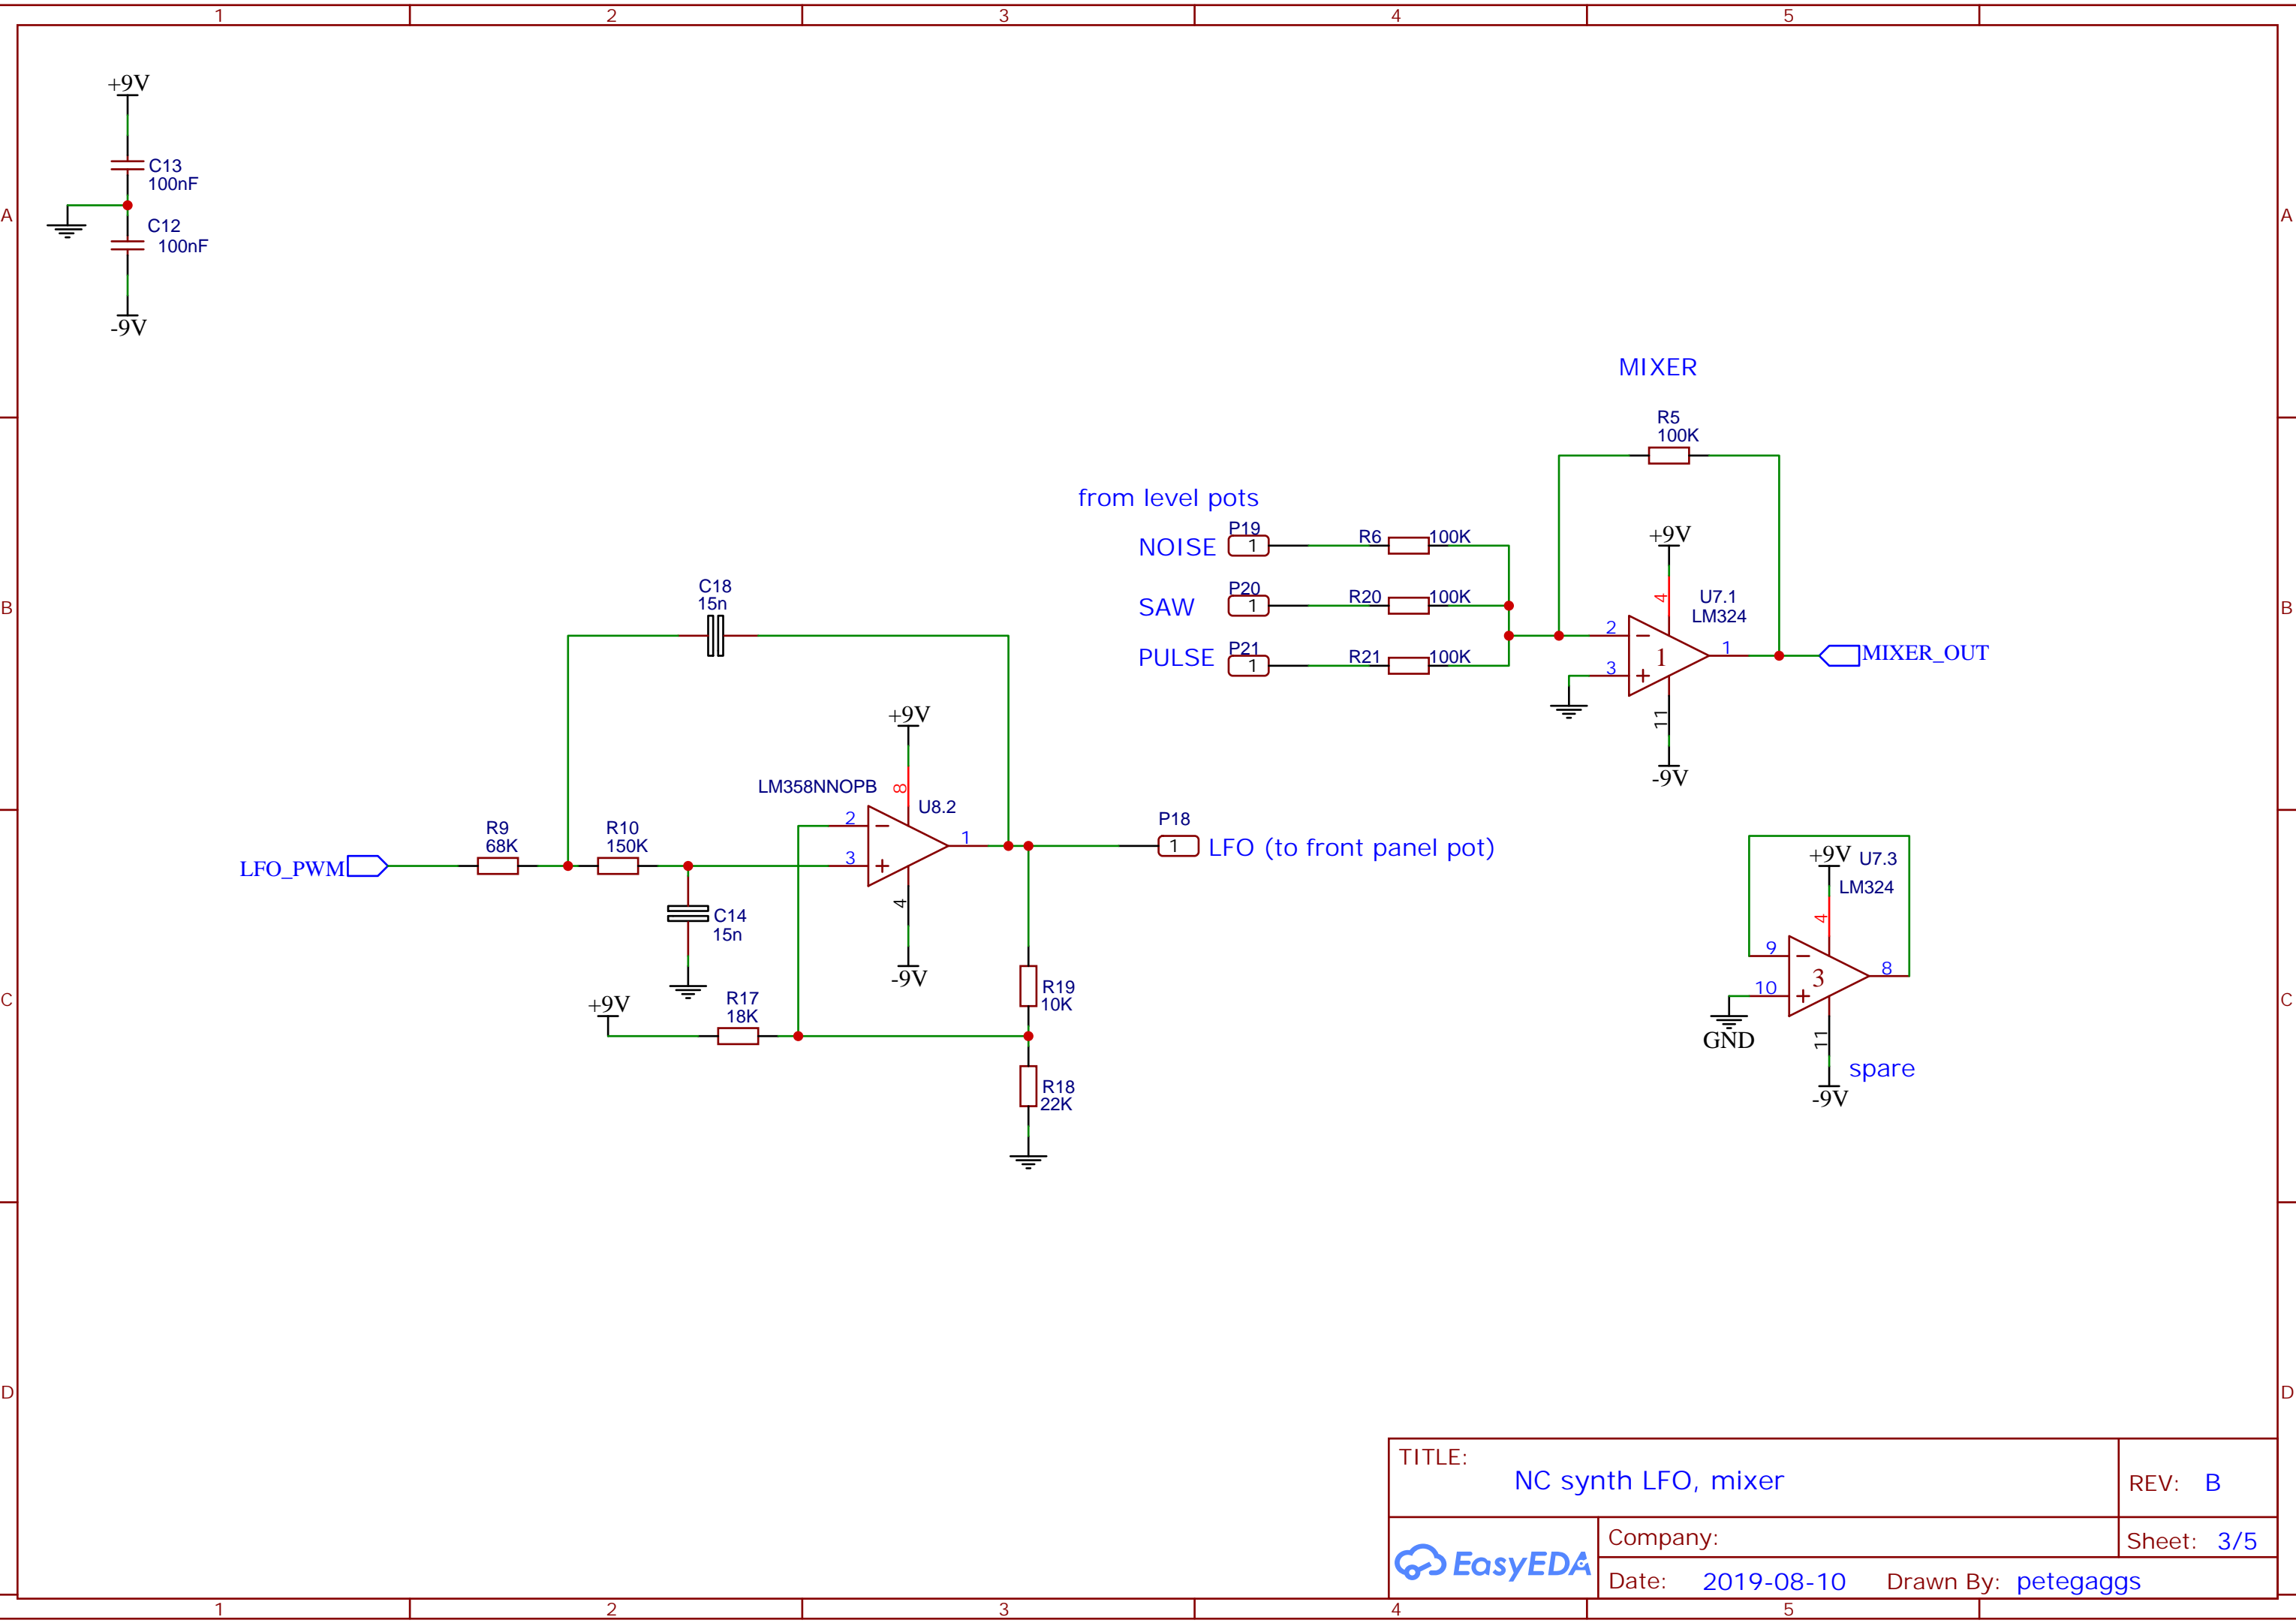 1 2 3 4 5
+9V
C13
100nF
C12
100nF
-9V
A A
MIXER
R5
100K
from level pots
NOISE P19 1 R6 100K
SAW P20 1 R20 100K
PULSE P21 1 R21 100K
+9V
4
U7.1
LM324
2
1
1
3
11
-9V
MIXER_OUT
B B
C18
15n
+9V
LM358NNOPB
8
U8.2
2
1
3
4
-9V
R9
68K
R10
150K
LFO_PWM
C14
15n
P18
1 LFO (to front panel pot)
+9V
R17
18K
R19
10K
R18
22K
+9V U7.3
LM324
4
9
3
8
10
11
GND
spare
-9V
C C
D D
TITLE:
NC synth LFO, mixer
REV: B
EasyEDA
Company:
Sheet: 3/5
Date: 2019-08-10 Drawn By: petegaggs
1 2 3 4 5